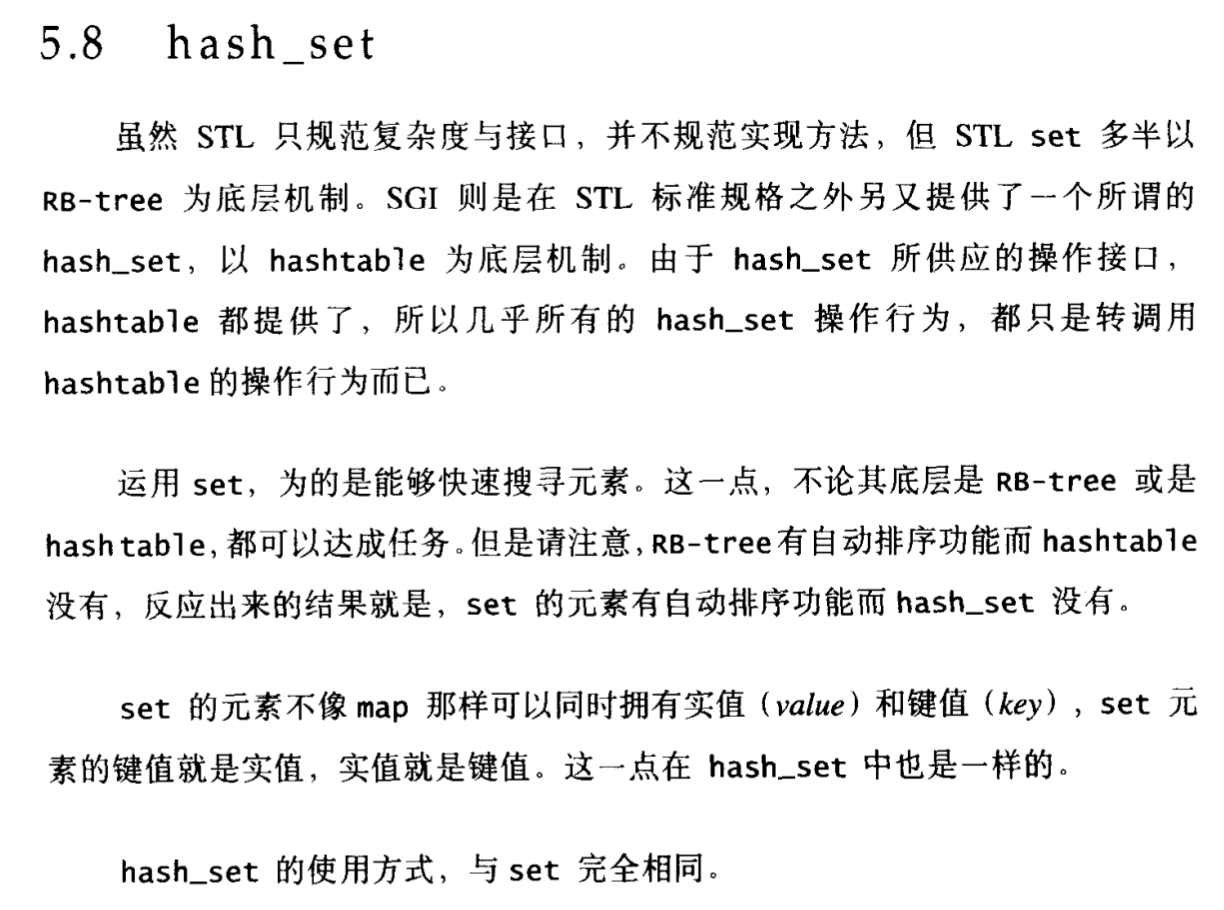 5.8 hash_set
虽然 STL 只规范复杂度与接口，并不规范实现方法，但 STL set 多半以
RB-tree 为底层机制。SGI 则是在 STL 标准规格之外另又提供了一个所谓的
hash_set，以 hashtable 为底层机制。由于 hash_set 所供应的操作接口，
hashtable 都提供了，所以几乎所有的 hash_set 操作行为，都只是转调用
hashtable 的操作行为而已。
运用 set，为的是能够快速搜寻元素。这一点，不论其底层是 RB-tree 或是
hashtable，都可以达成任务。但是请注意，RB-tree 有自动排序功能而 hashtable
没有，反应出来的结果就是，set 的元素有自动排序功能而 hash_set 没有。
set 的元素不像 map 那样可以同时拥有实值（value）和键值（key），set 元
素的键值就是实值，实值就是键值。这一点在 hash_set 中也是一样的。
hash_set 的使用方式，与 set 完全相同。